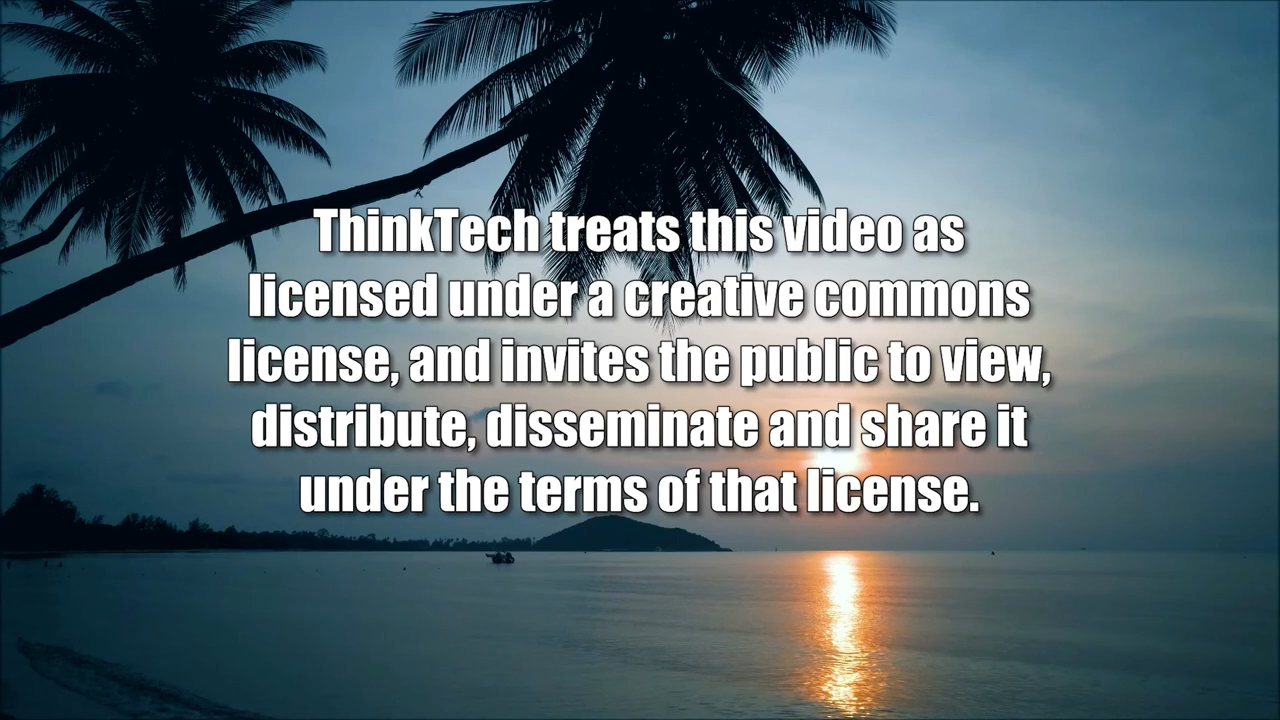 ThinkTech treats this video as
licensed under a creative commons
license, and invites the public to view,
distribute, disseminate and share it
under the terms of that license.